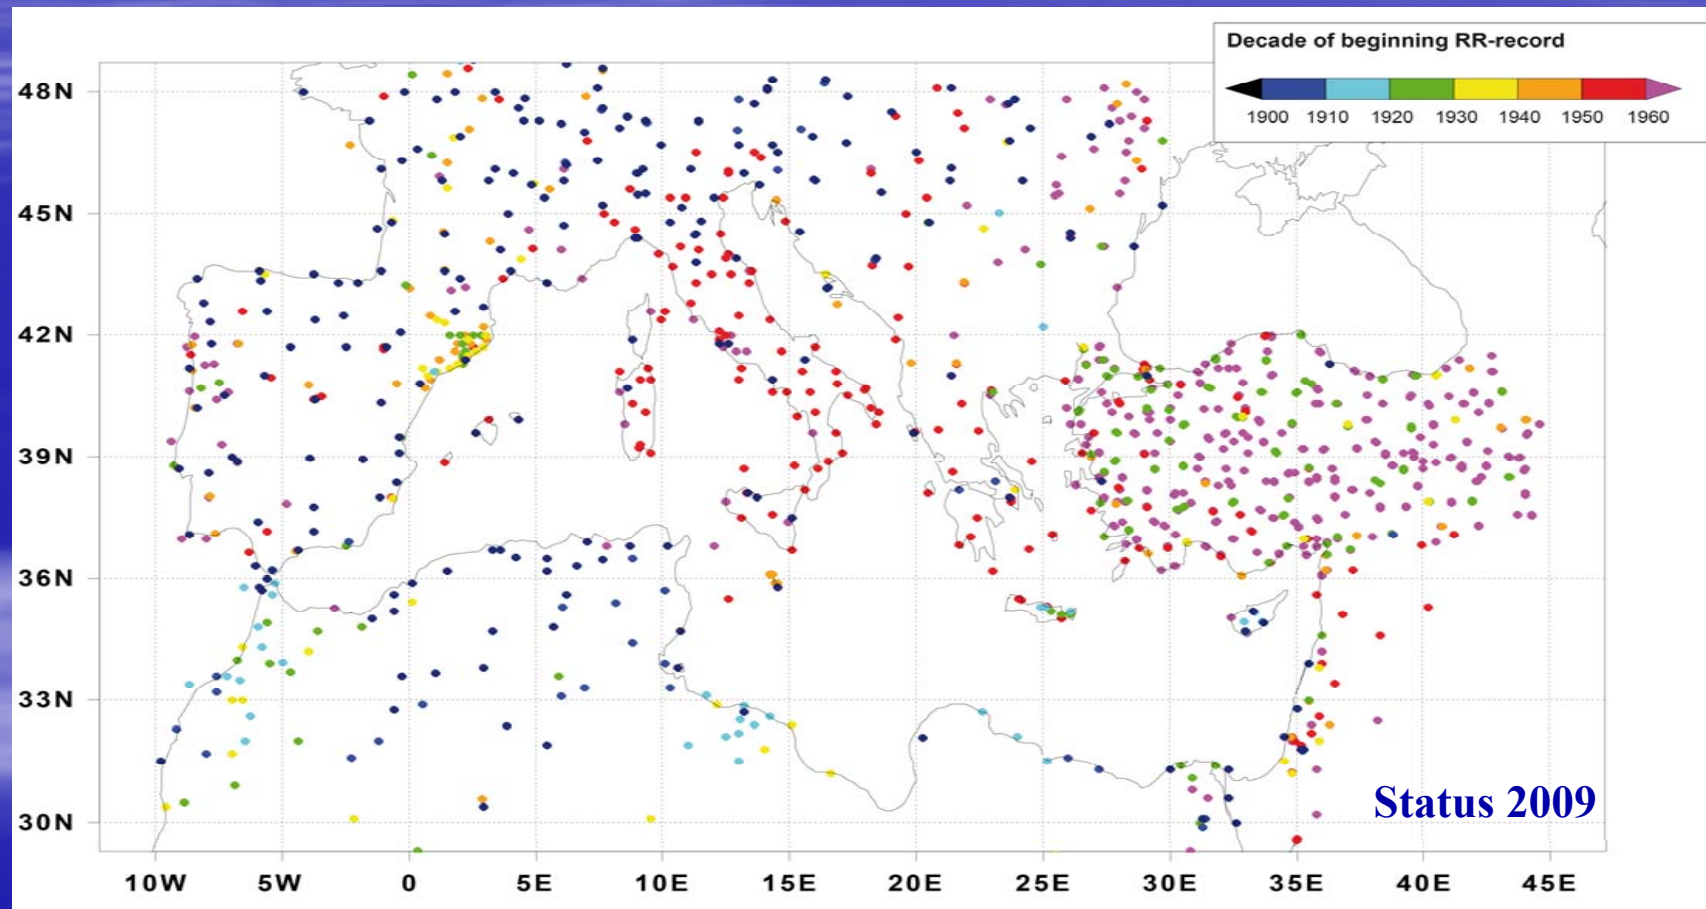 Decade of beginning RR-record
1900 1910 1920 1930 1940 1950 1960
48N
45N
42N
39N
36N
33N
30N
Status 2009
10W 5W 0 5E 10E 15E 20E 25E 30E 35E 40E 45E